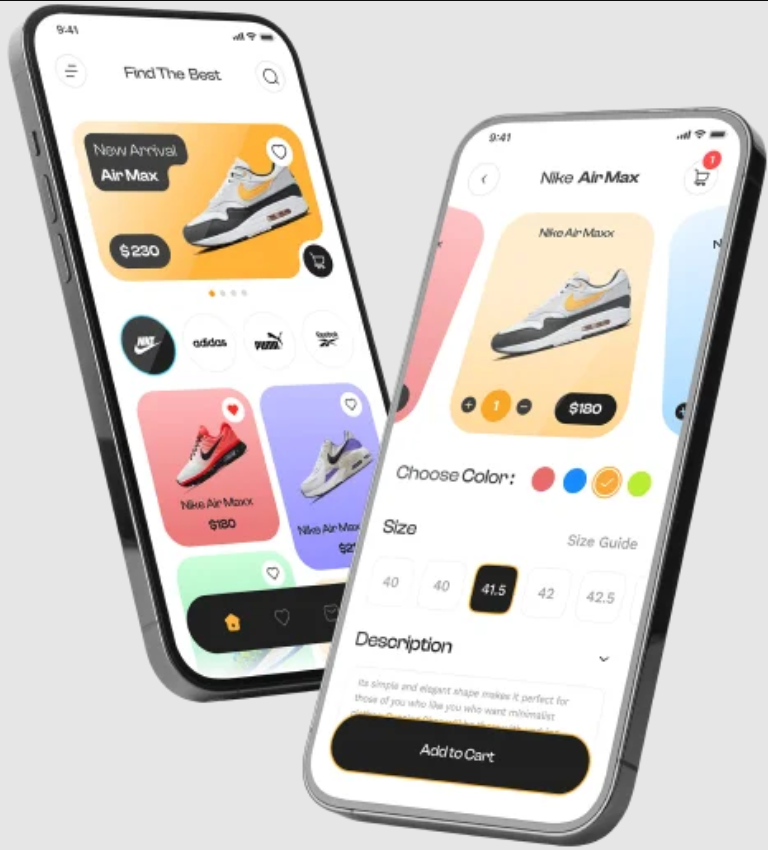 9:41
Find The Best
New Arrival
Air Max
$230
adidas
PUMA
Reebok
Nike Air Maxx
$180
Nike Air Max
9:41
1
Nike Air Max
Nike Air Maxx
N
1
$180
Choose Color:
Size
Size Guide
40
40
41.5
42
42.5
Description
Its simple and elegant shape makes it perfect for
those of you who like you who want minimalist
Add to Cart